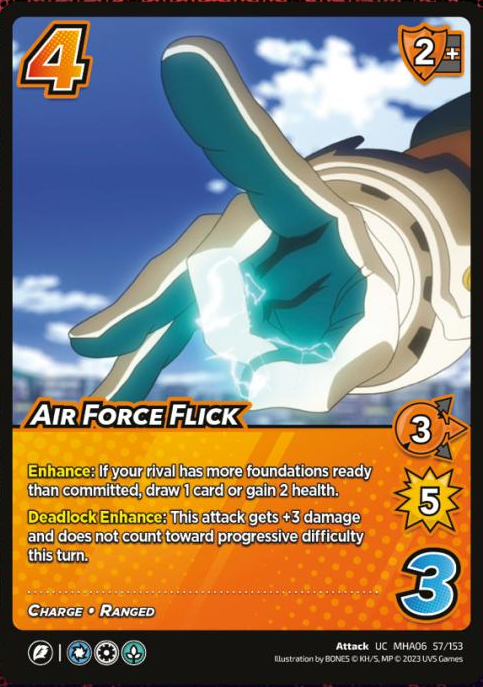 4
2 +
AIR FORCE FLICK
3
Enhance: If your rival has more foundations ready
than committed, draw 1 card or gain 2 health.
5
Deadlock Enhance: This attack gets +3 damage
and does not count toward progressive difficulty
this turn.
3
CHARGE • RANGED
Attack UC MHA06 57/153
Illustration by BONES © KH/S, MP © 2023 UVS Games